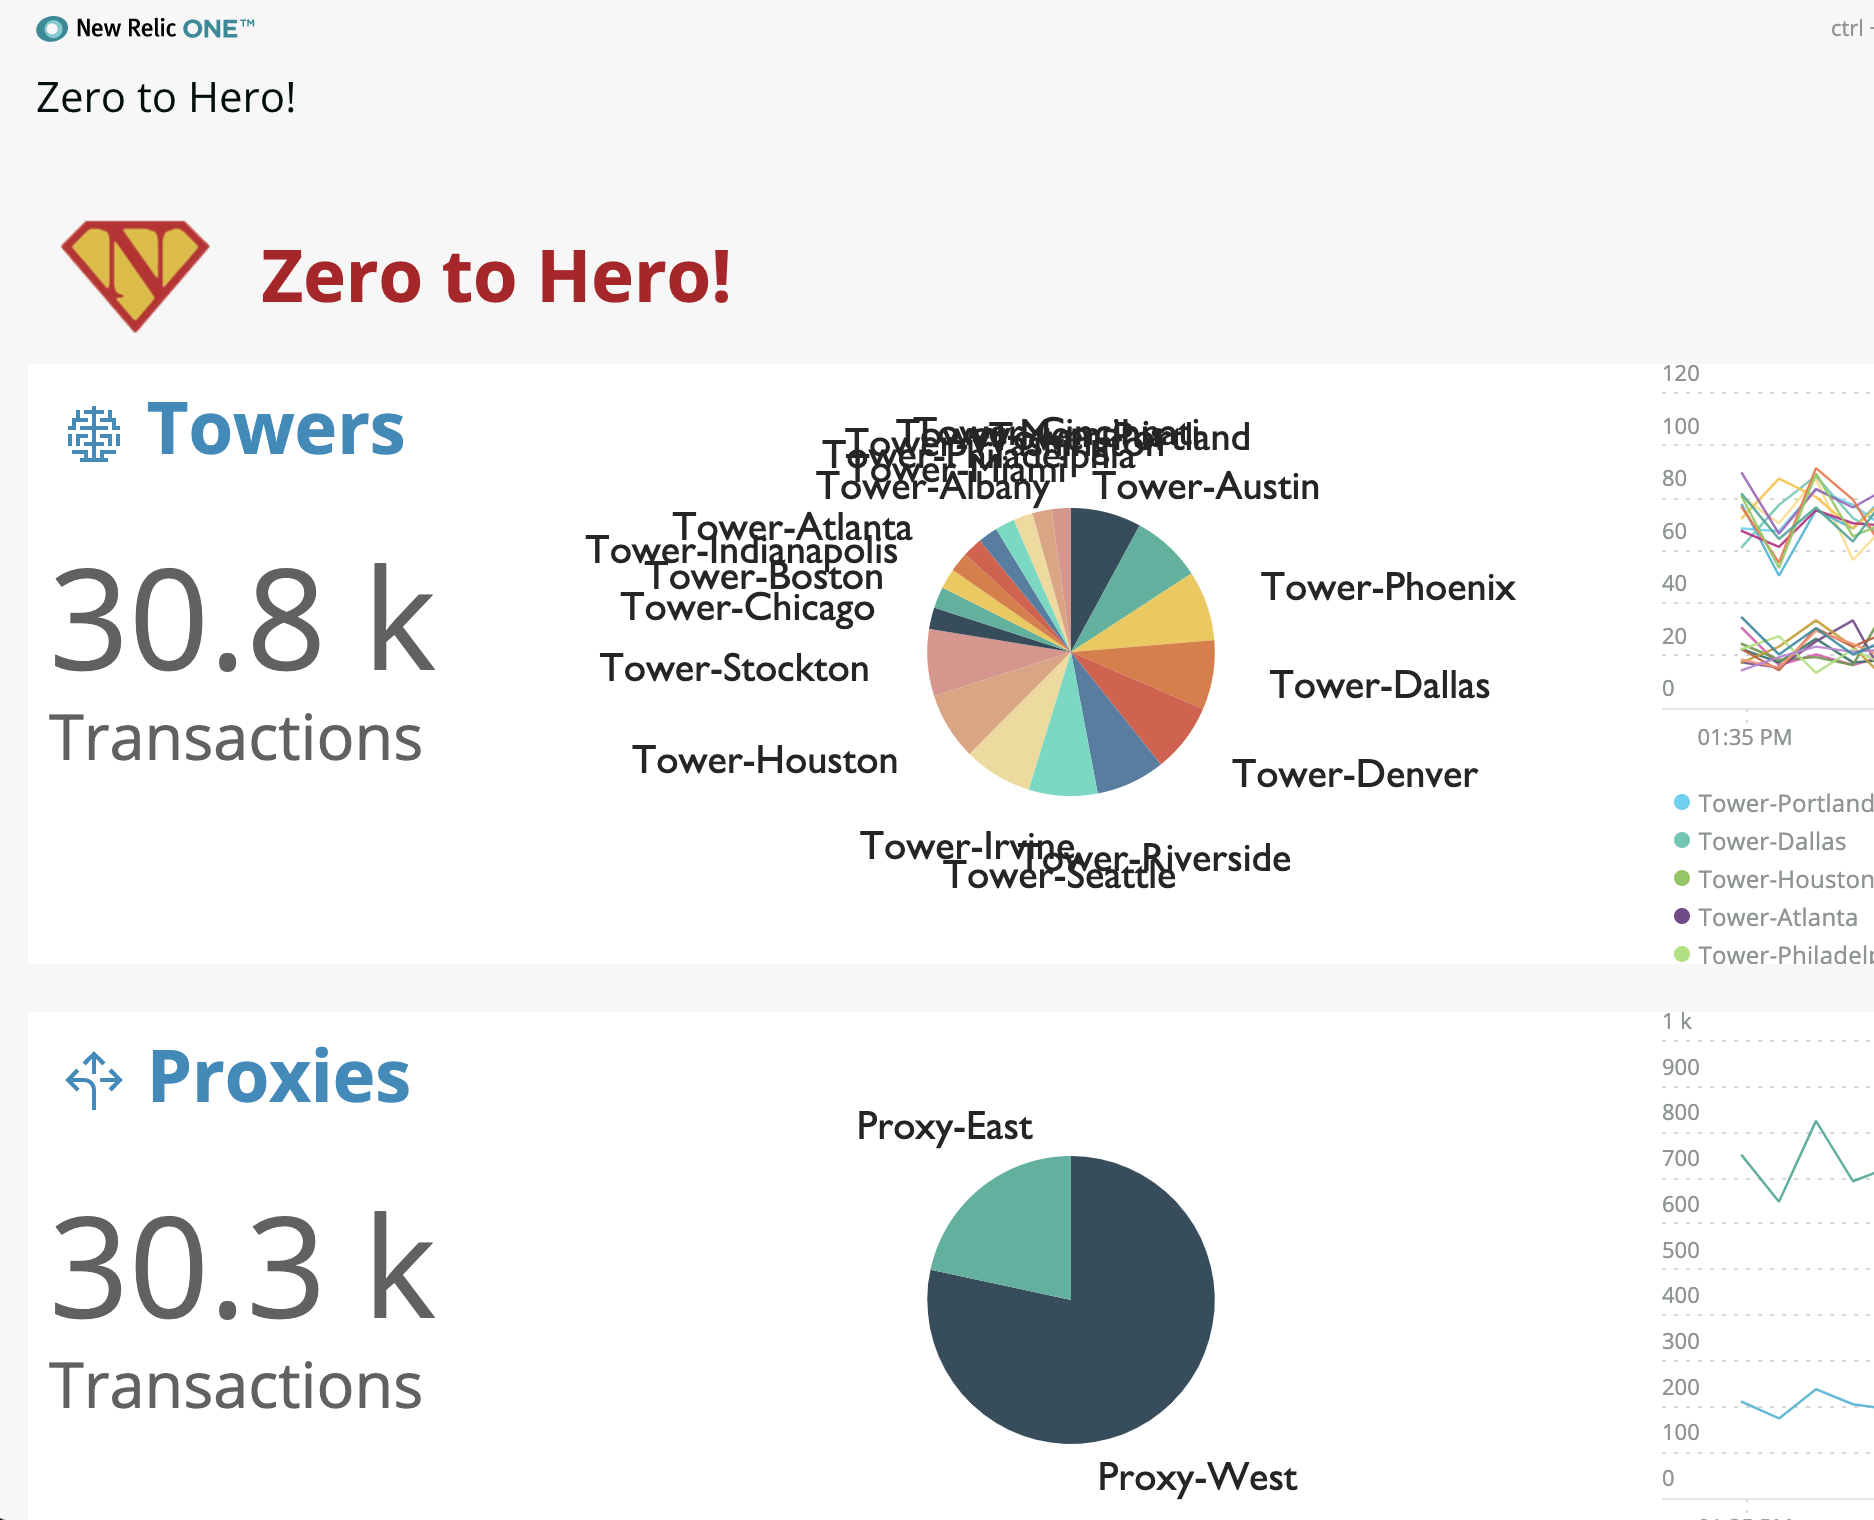 New Relic ONE™
ctrl
Zero to Hero!
Zero to Hero!
Towers
30.8 k
Transactions
Tower-Cincinnati
Tower-Portland
Tower-Philadelphia
Tower-Miami
Tower-Albany
Tower-Austin
Tower-Atlanta
Tower-Indianapolis
Tower-Boston
Tower-Phoenix
Tower-Chicago
Tower-Stockton
Tower-Dallas
Tower-Houston
Tower-Denver
Tower-Irvine
Tower-Riverside
Tower-Seattle
120
100
80
60
40
20
0
01:35 PM
Tower-Portland
Tower-Dallas
Tower-Houston
Tower-Atlanta
Tower-Philadelp
Proxies
30.3 k
Transactions
Proxy-East
Proxy-West
1 k
900
800
700
600
500
400
300
200
100
0